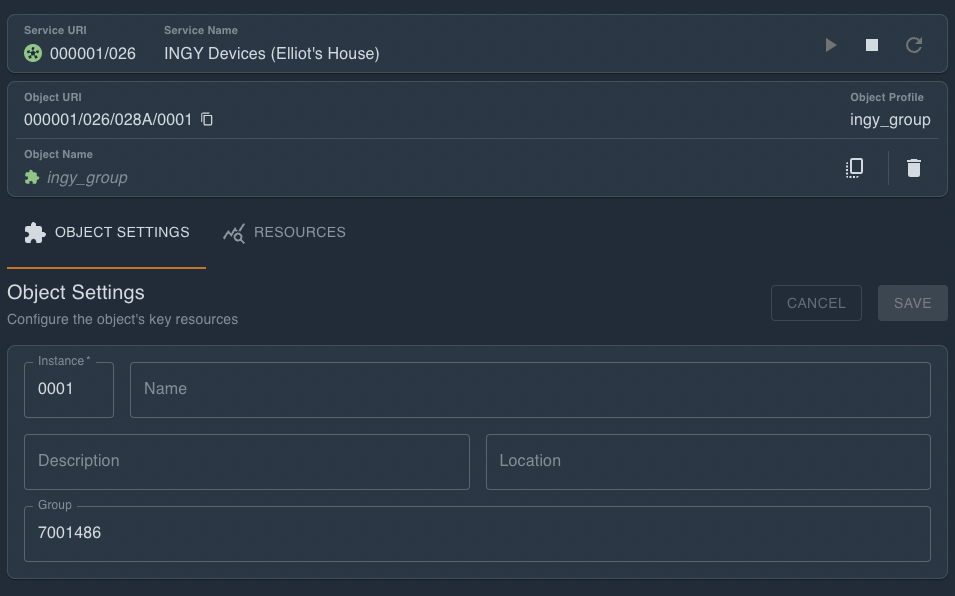 Service URI
Service Name
000001/026
INGY Devices (Elliot's House)
Object URI
Object Profile
000001/026/028A/0001
ingy_group
Object Name
ingy_group
OBJECT SETTINGS
RESOURCES
Object Settings
CANCEL
SAVE
Configure the object's key resources
Instance*
0001
Name
Description
Location
Group
7001486